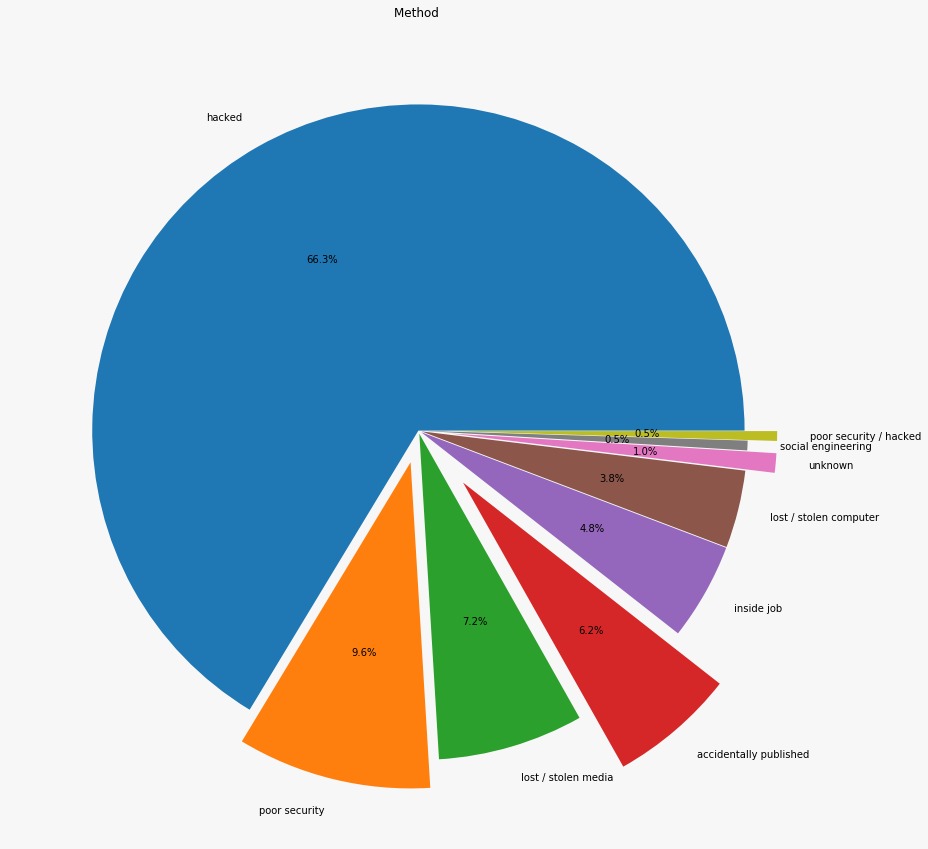 Method
hacked
66.3%
0.5%
poor security / hacked
0.5%
social engineering
1.0%
unknown
3.8%
lost / stolen computer
4.8%
inside job
6.2%
accidentally published
7.2%
lost / stolen media
9.6%
poor security